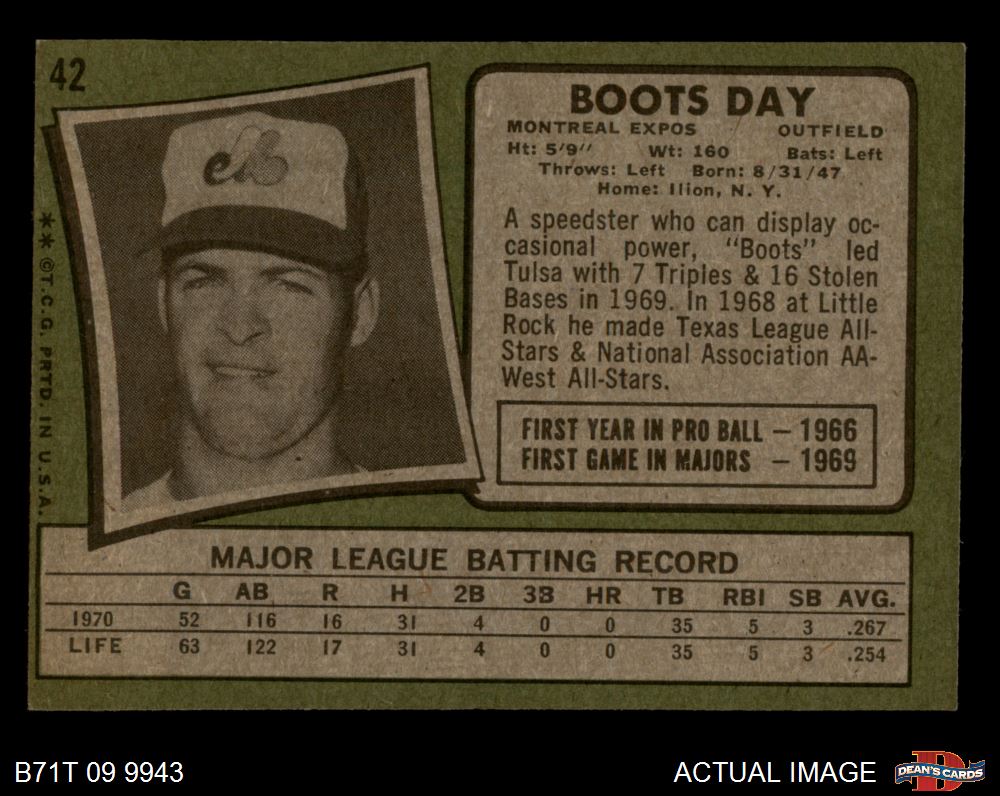 42
BOOTS DAY
MONTREAL EXPOS OUTFIELD
Ht: 5'9" Wt: 160 Bats: Left
Throws: Left Born: 8/31/47
Home: Ilion, N. Y.
A speedster who can display oc-
casional power, "Boots" led
Tulsa with 7 Triples & 16 Stolen
Bases in 1969. In 1968 at Little
Rock he made Texas League All-
Stars & National Association AA-
West All-Stars.
FIRST YEAR IN PRO BALL — 1966
FIRST GAME IN MAJORS — 1969
** ©T.C.G. PRTD. IN U.S.A.
MAJOR LEAGUE BATTING RECORD
G AB R H 2B 3B HR TB RBI SB AVG.
1970 52 116 16 31 4 0 0 35 5 3 .267
LIFE 63 122 17 31 4 0 0 35 5 3 .254
B71T 09 9943
ACTUAL IMAGE
DEAN'S CARDS